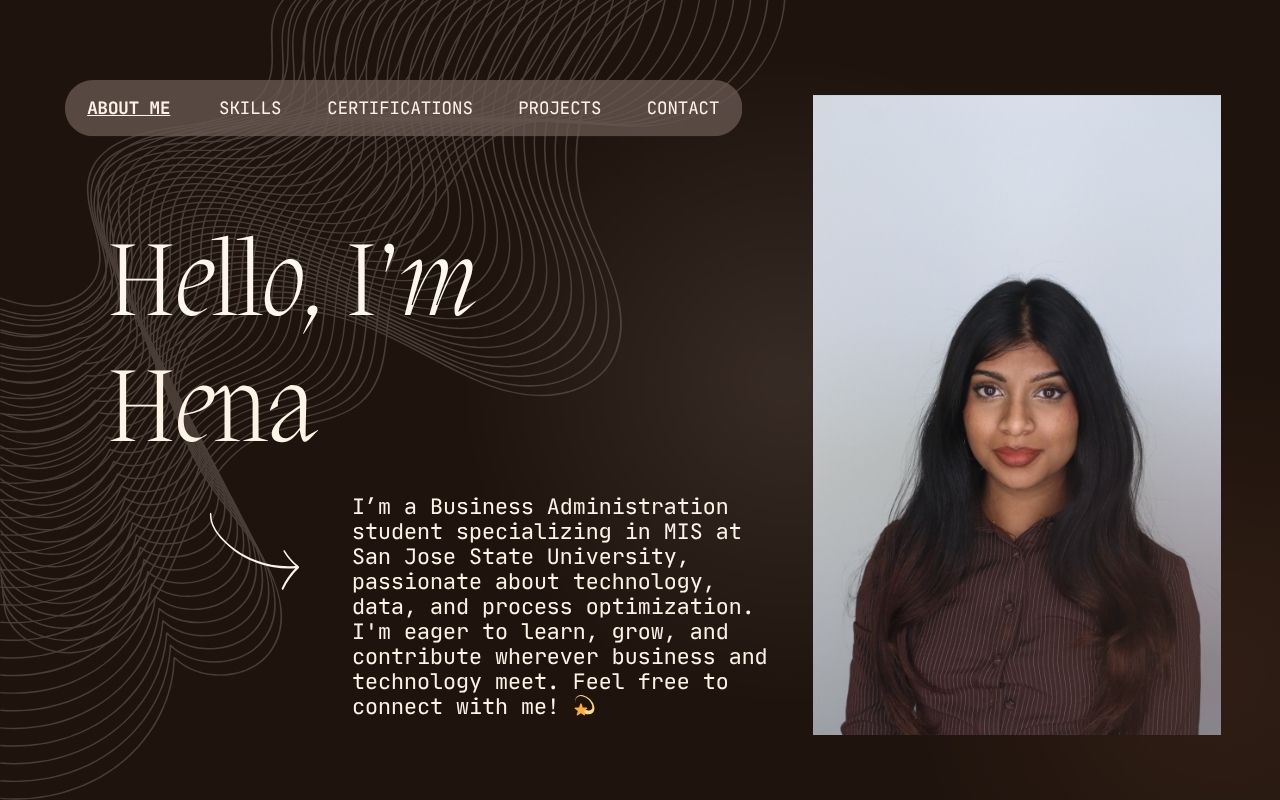 ABOUT ME SKILLS CERTIFICATIONS PROJECTS CONTACT
Hello, I'm
Hena
I’m a Business Administration
student specializing in MIS at
San Jose State University,
passionate about technology,
data, and process optimization.
I'm eager to learn, grow, and
contribute wherever business and
technology meet. Feel free to
connect with me! 💫